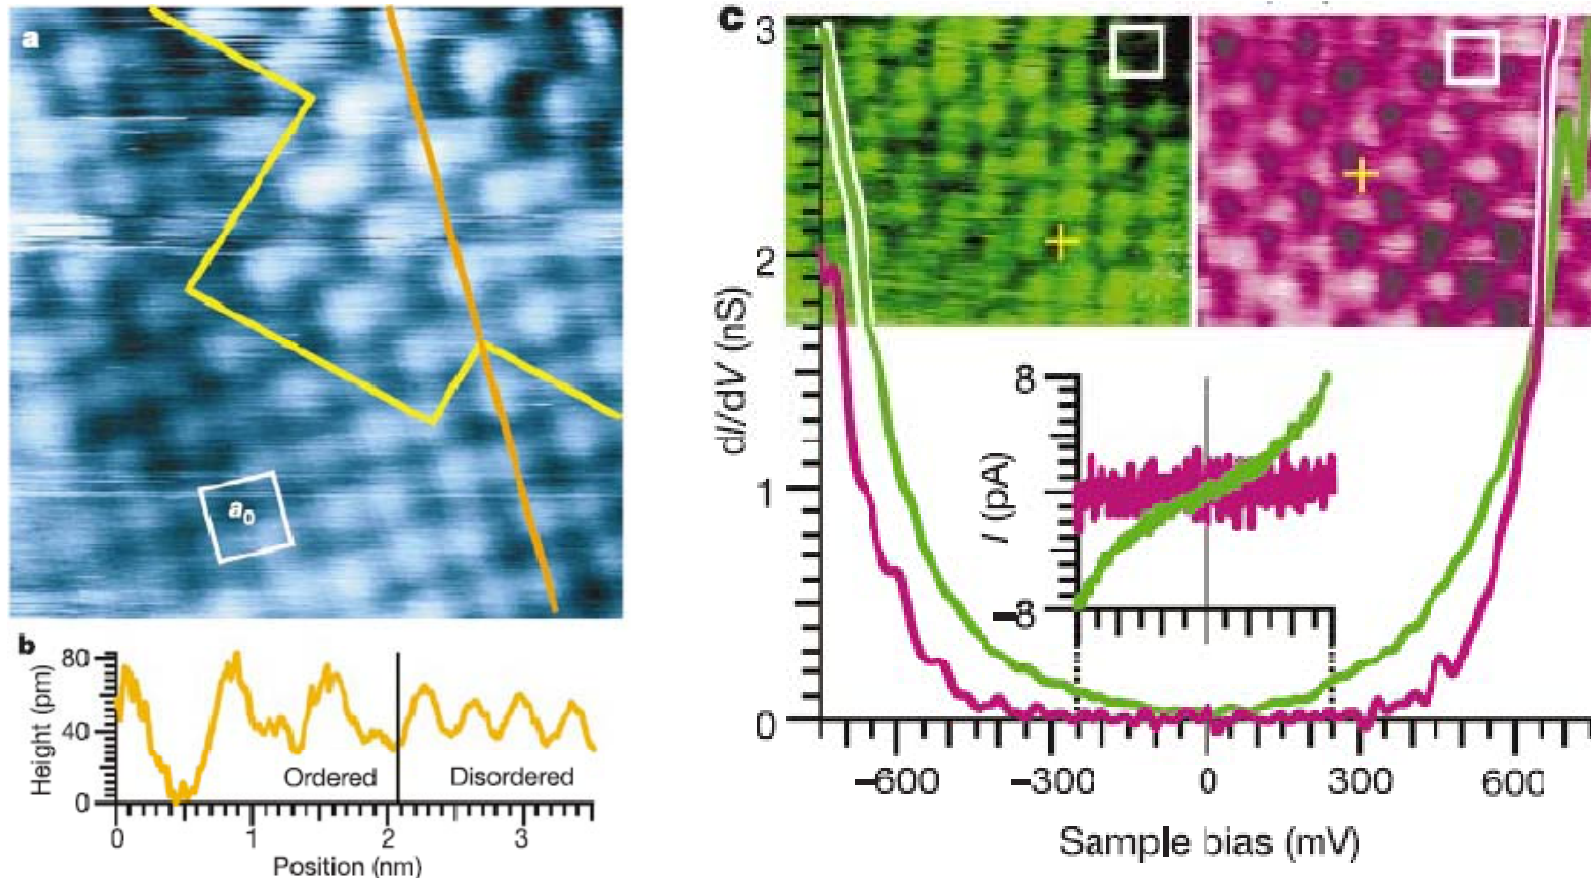 a
a₀
b
80
40
0
Height (pm)
Ordered
Disordered
0
1
2
3
Position (nm)
c
3
2
1
0
dI/dV (nS)
8
−8
I (pA)
−600
−300
0
300
600
Sample bias (mV)